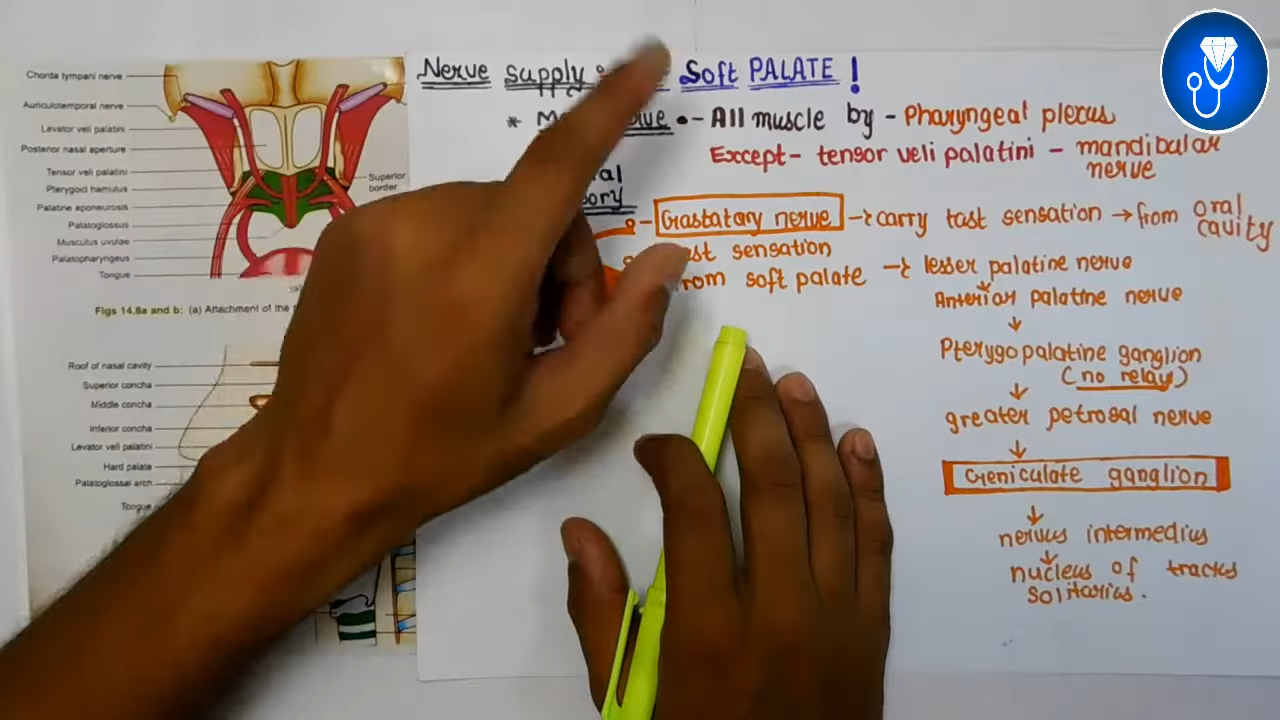 Chorda tympani nerve
Auriculotemporal nerve
Levator veli palatini
Posterior nasal aperture
Tensor veli palatini
Pterygoid hamulus
Palatine aponeurosis
Palatoglossus
Musculus uvulae
Palatopharyngeus
Tongue
Superior
border
Figs 14.8a and b: (a) Attachment of the
Roof of nasal cavity
Superior concha
Middle concha
Inferior concha
Levator veli palatini
Hard palate
Palatoglossal arch
Tongue
Nerve supply Soft PALATE !
* - All muscle by - Pharyngeal plexus
Except - tensor veli palatini - mandibular
nerve
Grastatary nerve → carry tast sensation → from oral
cavity
sensation
from soft palate → lesser palatine nerve
Anterior palatine nerve
↓
Pterygopalatine ganglion
(no relay)
↓
greater petrosal nerve
↓
Geniculate ganglion
↓
nervus intermedius
↓
nucleus of tractus
solitarius.